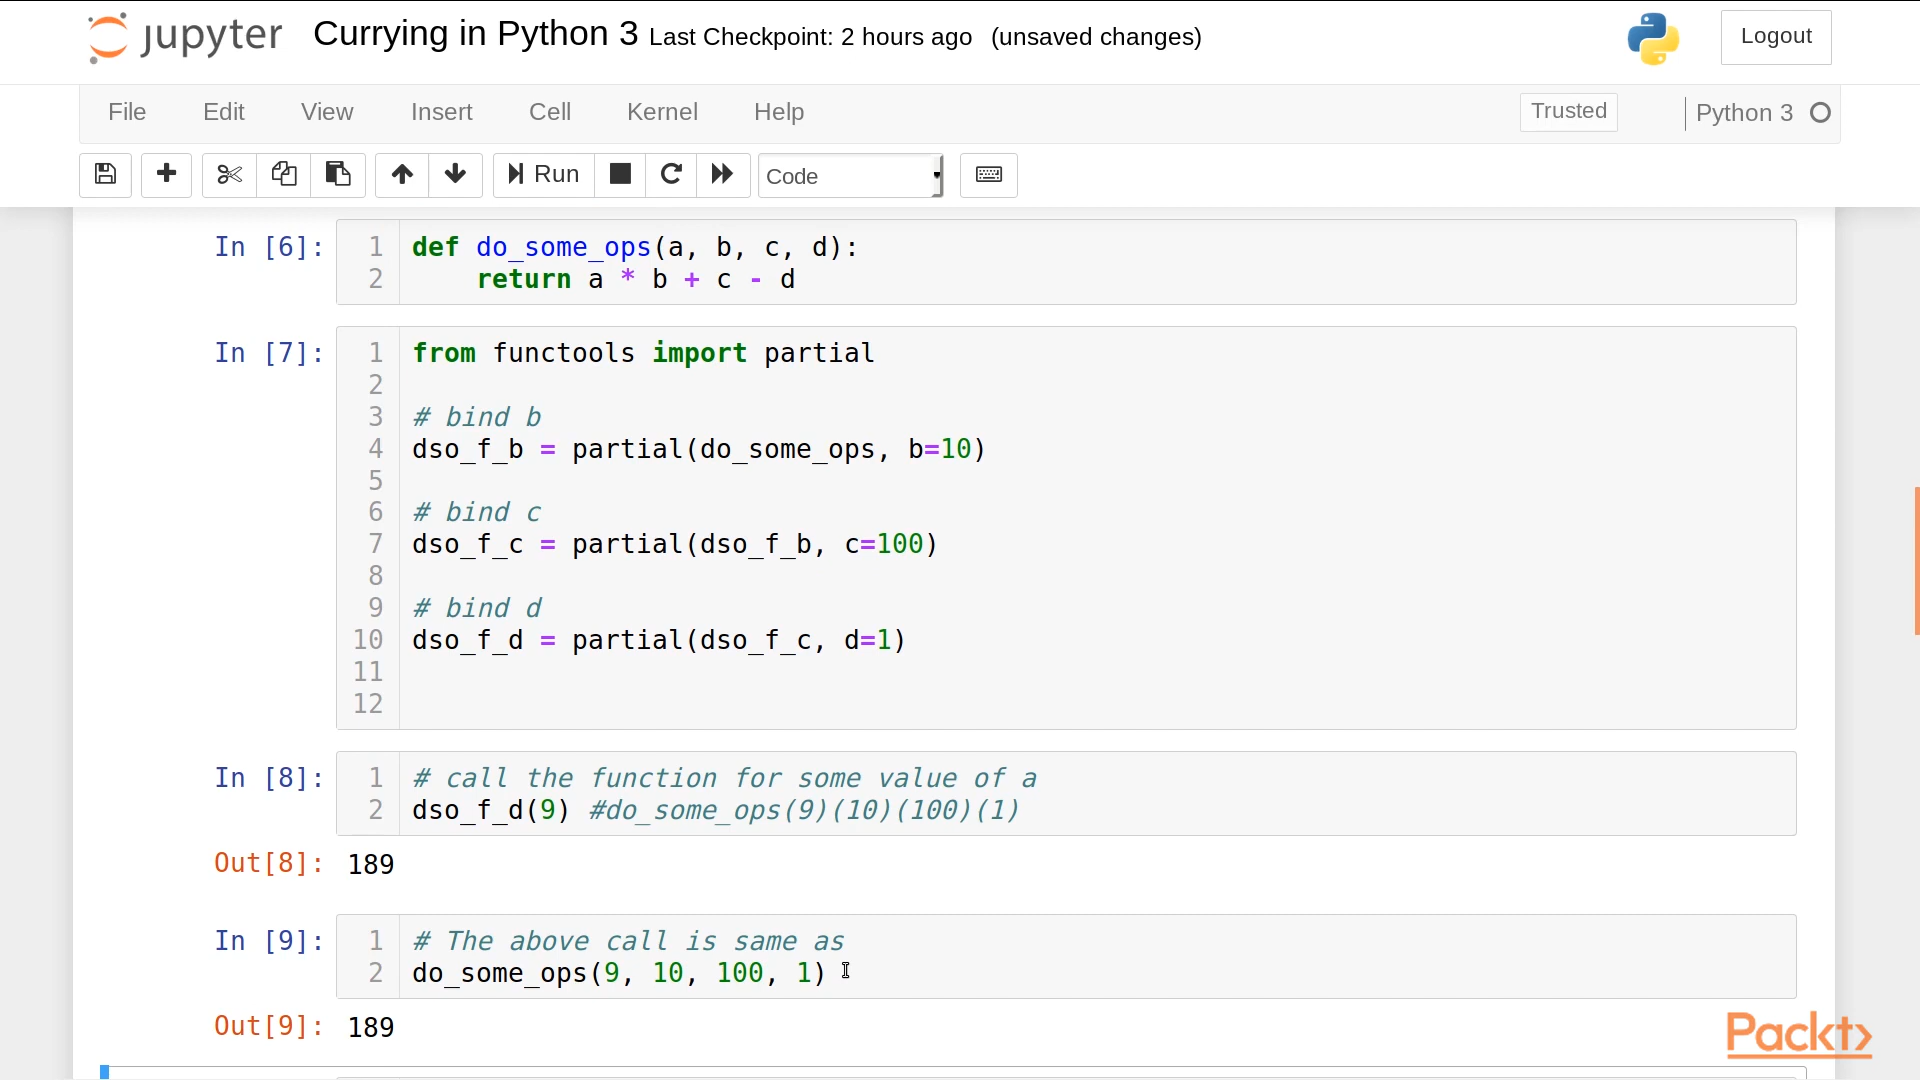 jupyter Currying in Python 3 Last Checkpoint: 2 hours ago (unsaved changes) Logout
File Edit View Insert Cell Kernel Help Trusted Python 3
Run Code
In [6]: 1 def do_some_ops(a, b, c, d):
2 return a * b + c - d
In [7]: 1 from functools import partial
2
3 # bind b
4 dso_f_b = partial(do_some_ops, b=10)
5
6 # bind c
7 dso_f_c = partial(dso_f_b, c=100)
8
9 # bind d
10 dso_f_d = partial(dso_f_c, d=1)
11
12
In [8]: 1 # call the function for some value of a
2 dso_f_d(9) #do_some_ops(9)(10)(100)(1)
Out[8]: 189
In [9]: 1 # The above call is same as
2 do_some_ops(9, 10, 100, 1)
Out[9]: 189
Packt>